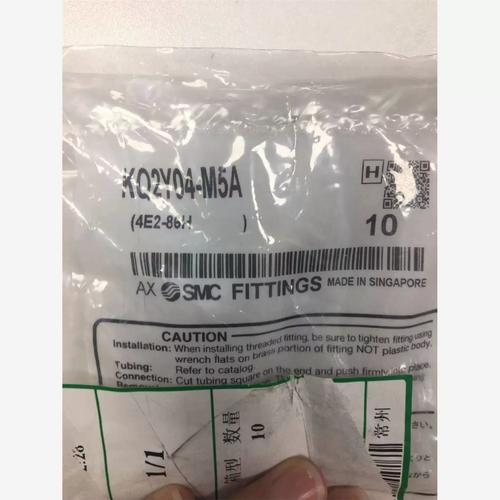 KQ2Y04-M5A
H
(4E2-86H )
10
AX SMC FITTINGS MADE IN SINGAPORE
CAUTION
Installation: When installing threaded fitting, be sure to tighten fitting using
wrench flats on brass portion of fitting NOT plastic body.
Tubing: Refer to catalog.
Connection: Cut tubing square on the end and push firmly into place.
1/1
数量
10
常州